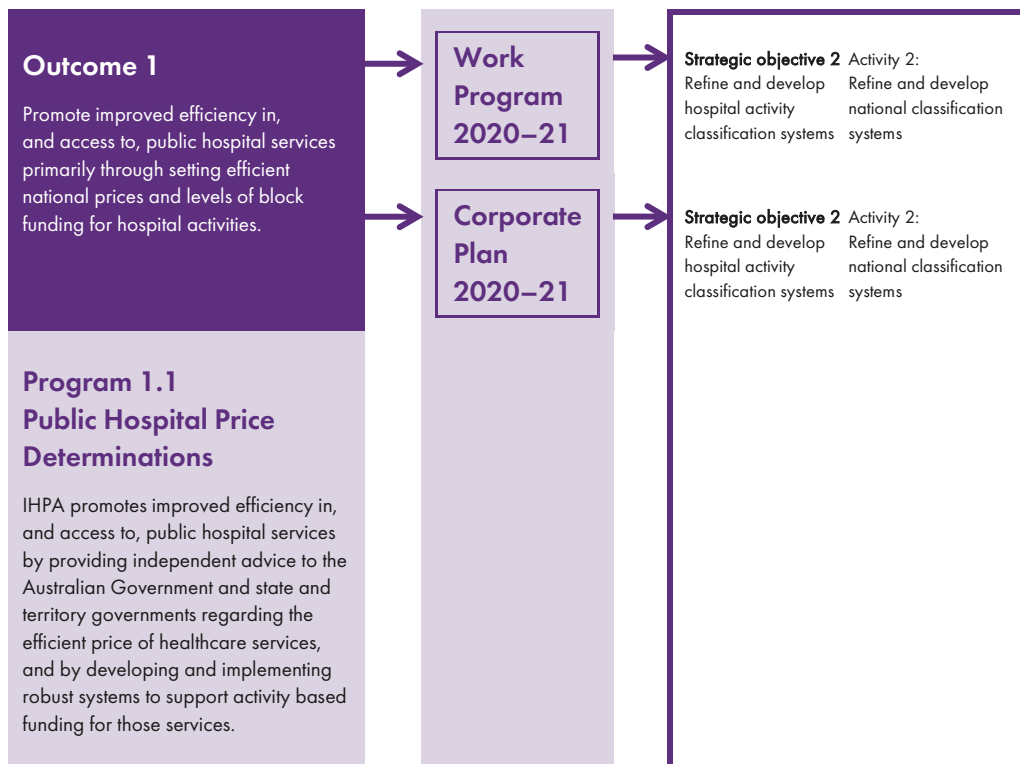 Outcome 1
Promote improved efficiency in,
and access to, public hospital services
primarily through setting efficient
national prices and levels of block
funding for hospital activities.
Program 1.1
Public Hospital Price
Determinations
IHPA promotes improved efficiency in,
and access to, public hospital services
by providing independent advice to the
Australian Government and state and
territory governments regarding the
efficient price of healthcare services,
and by developing and implementing
robust systems to support activity based
funding for those services.
Work
Program
2020–21
Corporate
Plan
2020–21
Strategic objective 2
Refine and develop
hospital activity
classification systems
Activity 2:
Refine and develop
national classification
systems
Strategic objective 2
Refine and develop
hospital activity
classification systems
Activity 2:
Refine and develop
national classification
systems